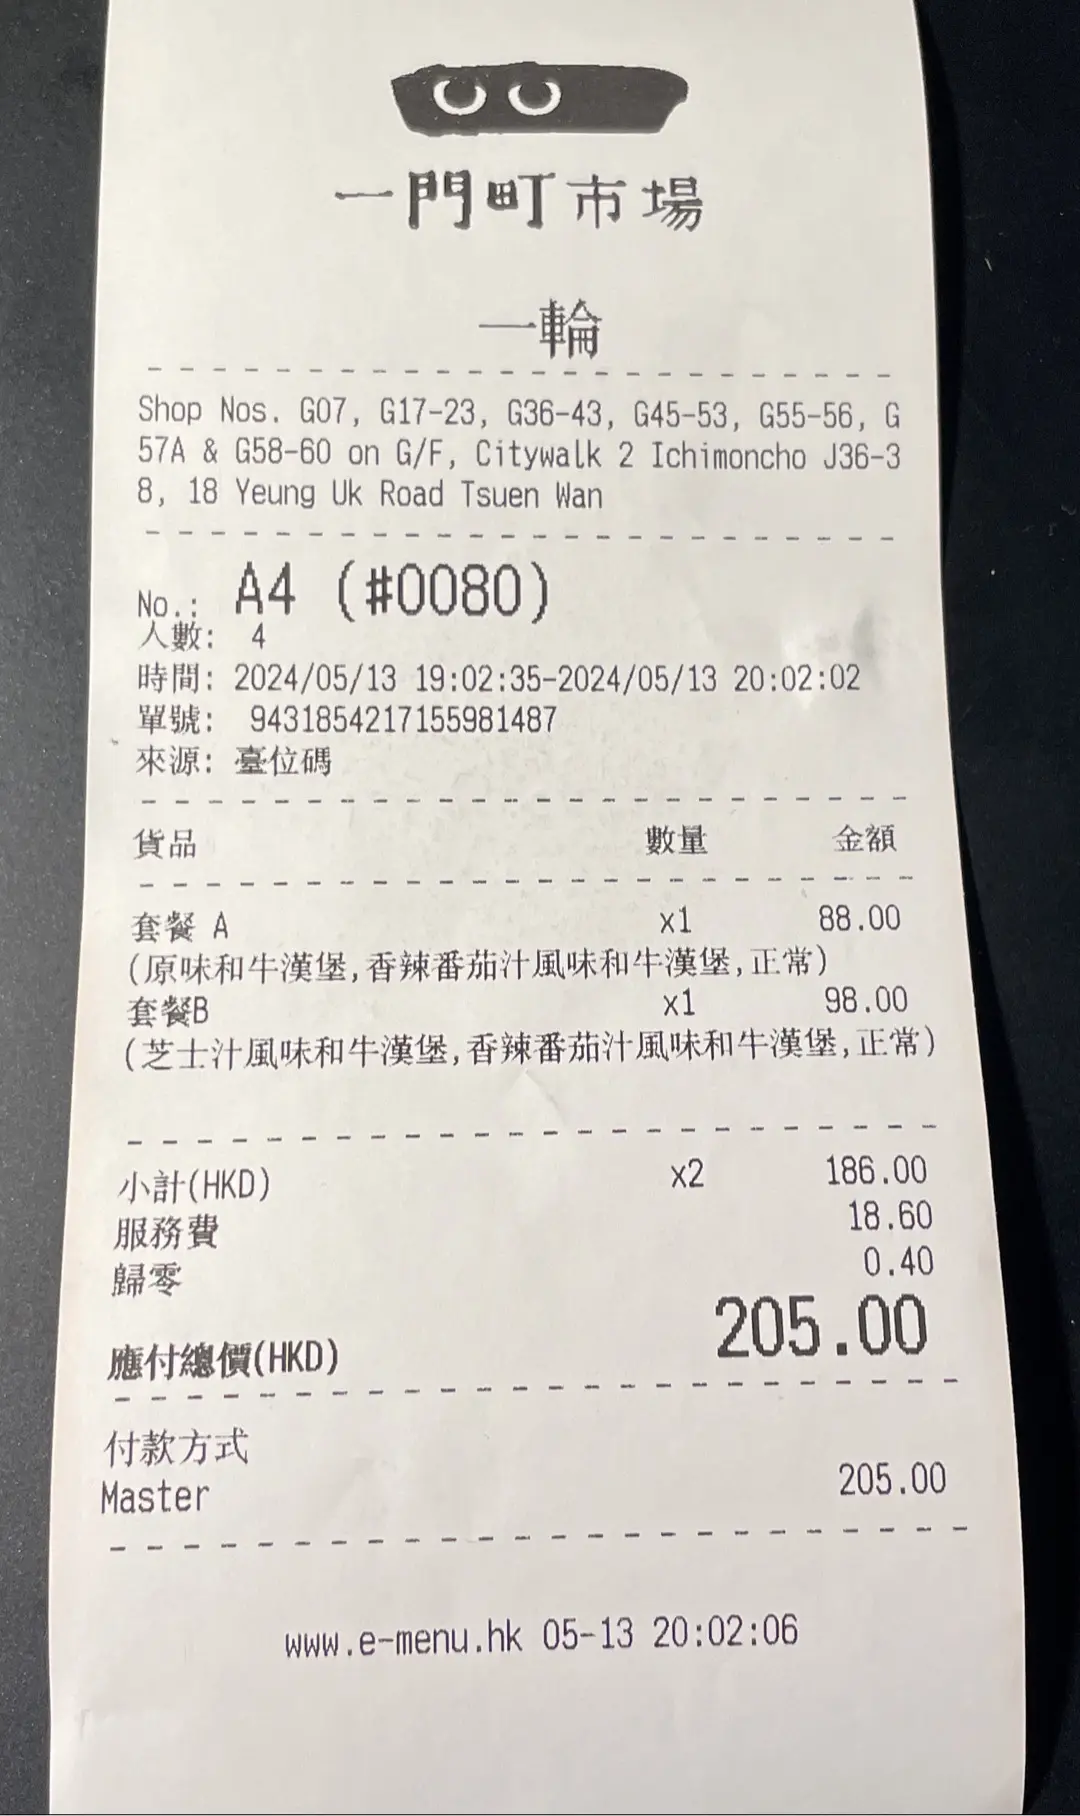 一門町市場
一輪
Shop Nos. G07, G17-23, G36-43, G45-53, G55-56, G
57A & G58-60 on G/F, Citywalk 2 Ichimoncho J36-3
8, 18 Yeung Uk Road Tsuen Wan
No.: A4 (#0080)
人數: 4
時間: 2024/05/13 19:02:35-2024/05/13 20:02:02
單號: 9431854217155981487
來源: 臺位碼
貨品 數量 金額
套餐 A x1 88.00
(原味和牛漢堡,香辣番茄汁風味和牛漢堡,正常)
套餐B x1 98.00
(芝士汁風味和牛漢堡,香辣番茄汁風味和牛漢堡,正常)
小計(HKD) x2 186.00
服務費 18.60
歸零 0.40
應付總價(HKD) 205.00
付款方式
Master 205.00
www.e-menu.hk 05-13 20:02:06